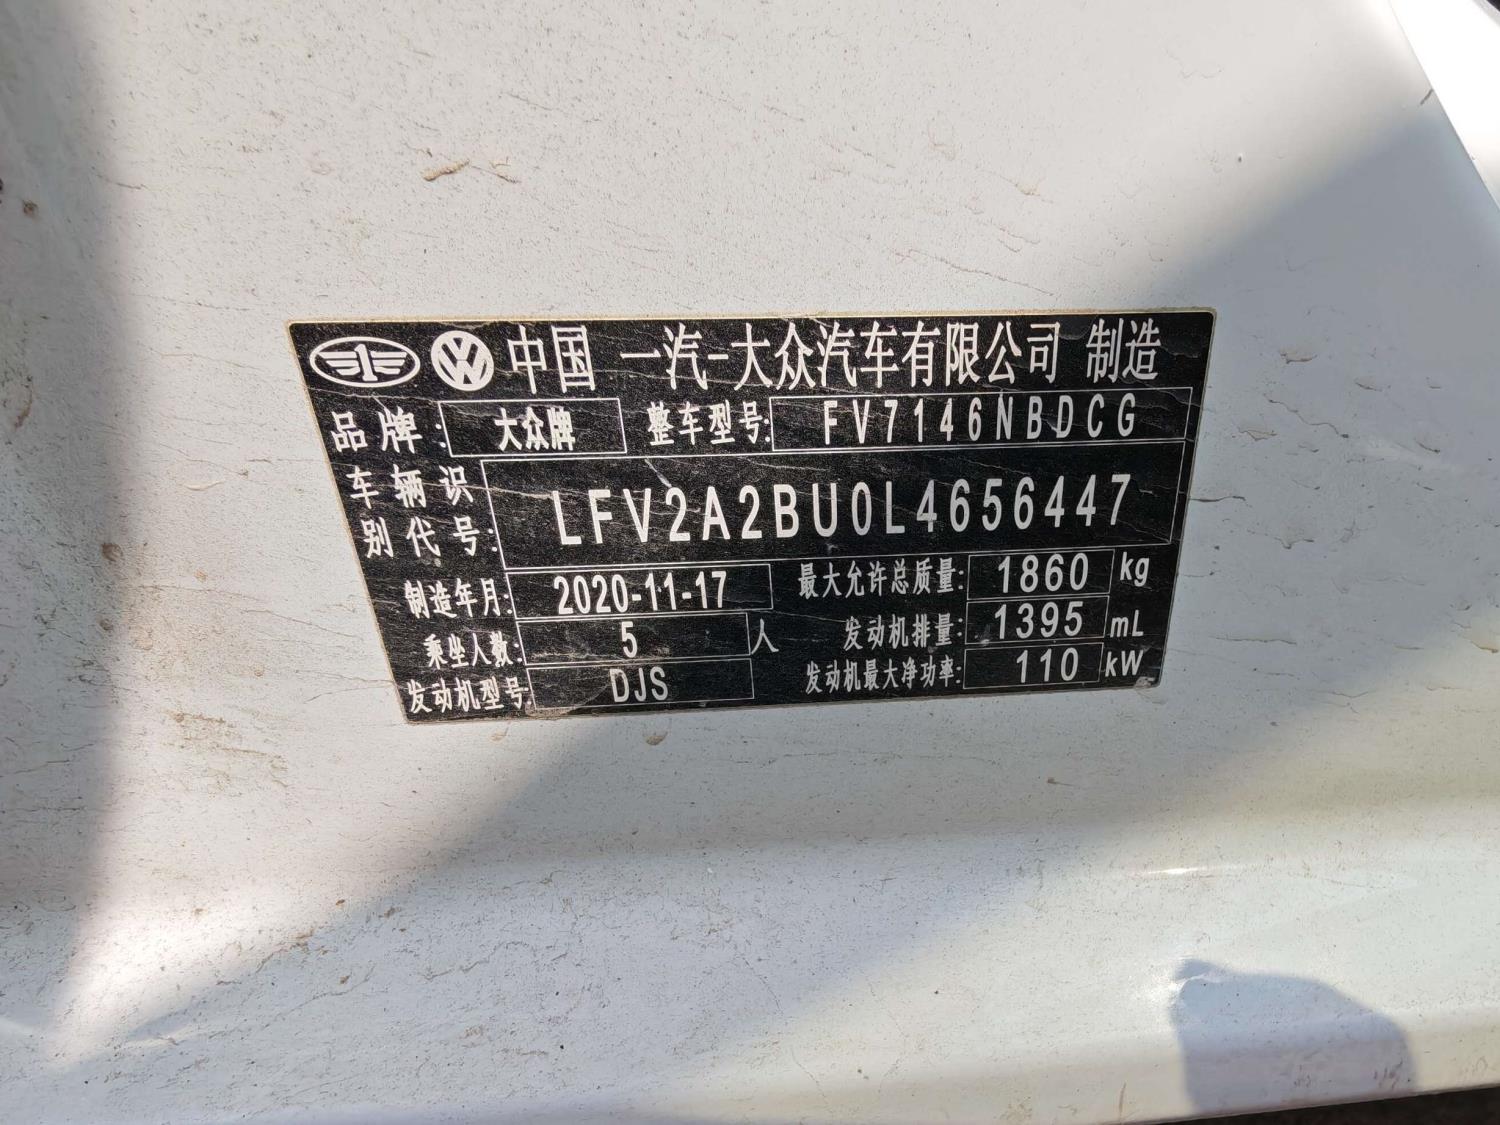 中国 一汽-大众汽车有限公司 制造
品牌: 大众牌 整车型号: FV7146NBDCG
车辆识别代号: LFV2A2BU0L4656447
制造年月: 2020-11-17 最大允许总质量: 1860 kg
乘坐人数: 5 人 发动机排量: 1395 mL
发动机型号: DJS 发动机最大净功率: 110 kW